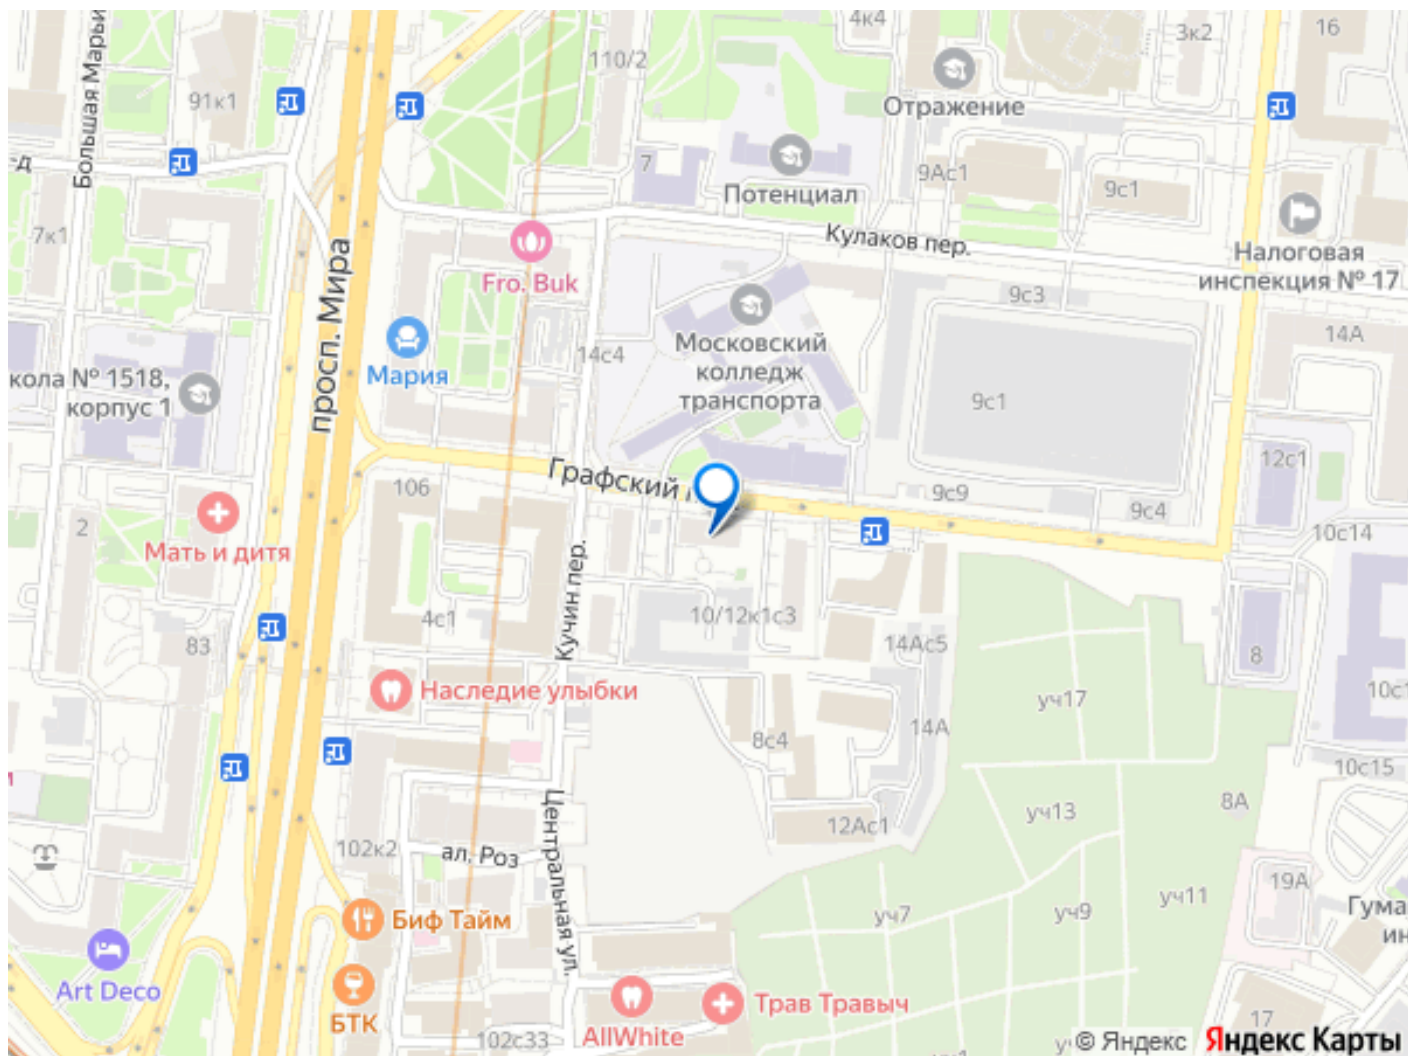 4к4
3к2
16
Большая Марьи
110/2
91к1
Отражение
-д
7
Потенциал
9Ас1
9с1
7к1
просп. Мира
Fro. Buk
Кулаков пер.
Налоговая
инспекция № 17
9с3
14А
14с4
Московский
колледж
транспорта
Мария
кола № 1518,
корпус 1
9с1
12с1
Графский
106
9с9
9с4
2
Мать и дитя
10с14
Кучин пер.
4с1
10/12к1с3
83
14Ас5
8
Наследие улыбки
уч17
10с1
8с4
14А
10с15
Центральная ул.
8А
уч13
12Ас1
102к2
ал. Роз
19А
уч11
уч7
уч9
Гума
ин
Биф Тайм
Art Deco
Трав Травыч
БТК
AllWhite
102с33
17
© Яндекс
Яндекс Карты